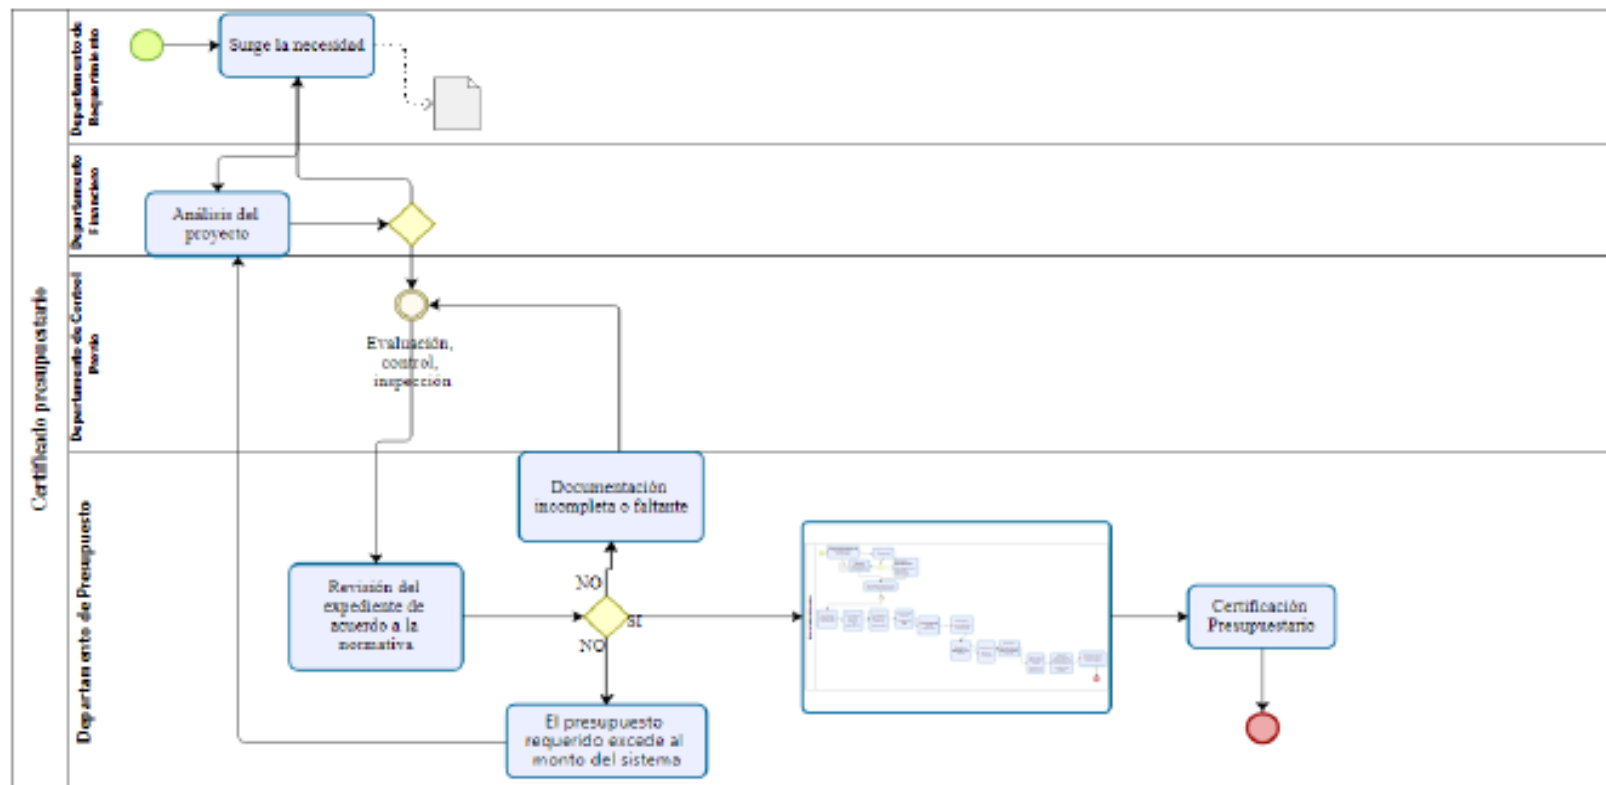 Certificado presupuestario
Departamento de
Requerimiento
Surge la necesidad
Departamento
Financiero
Análisis del
proyecto
Departamento de Control
Previo
Evaluación,
control,
inspección
Departamento de Presupuesto
Documentación
incompleta o faltante
Revisión del
expediente de
acuerdo a la
normativa
NO
SI
NO
El presupuesto
requerido excede al
monto del sistema
Certificación
Presupuestario